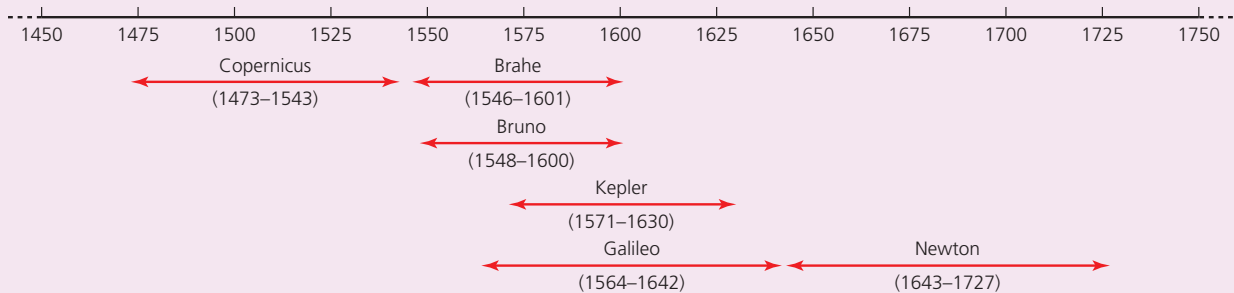 1450 1475 1500 1525 1550 1575 1600 1625 1650 1675 1700 1725 1750
Copernicus Brahe
(1473–1543) (1546–1601)
Bruno
(1548–1600)
Kepler
(1571–1630)
Galileo Newton
(1564–1642) (1643–1727)